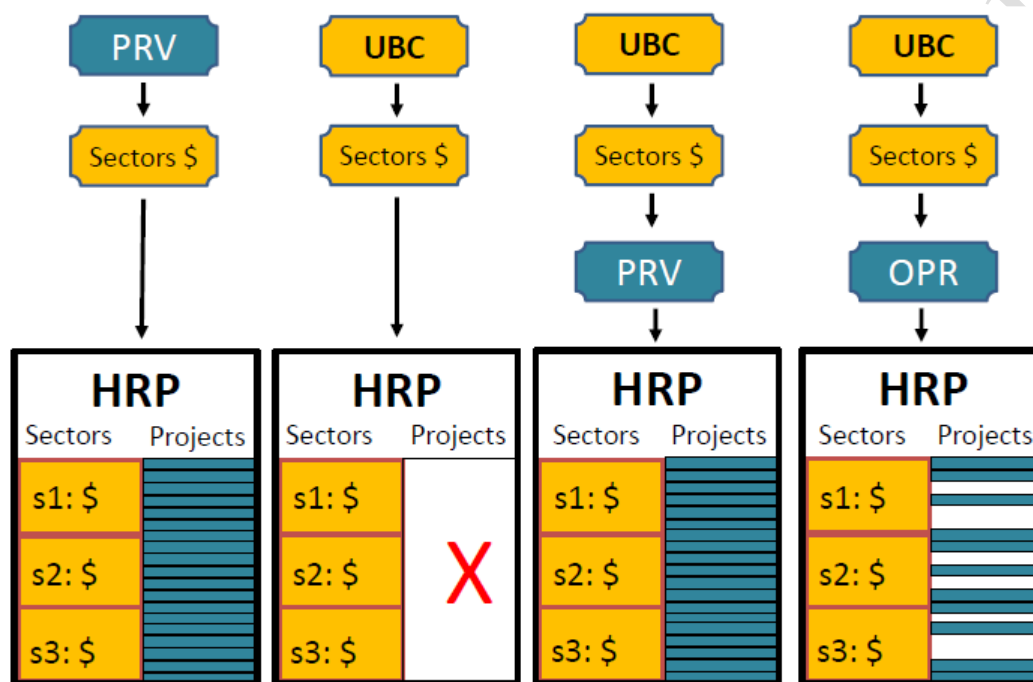 PRV
UBC
UBC
UBC
Sectors $
Sectors $
Sectors $
Sectors $
PRV
OPR
HRP
HRP
HRP
HRP
Sectors Projects
Sectors Projects
Sectors Projects
Sectors Projects
s1: $
s1: $
s1: $
s1: $
s2: $
s2: $
X
s2: $
s2: $
s3: $
s3: $
s3: $
s3: $